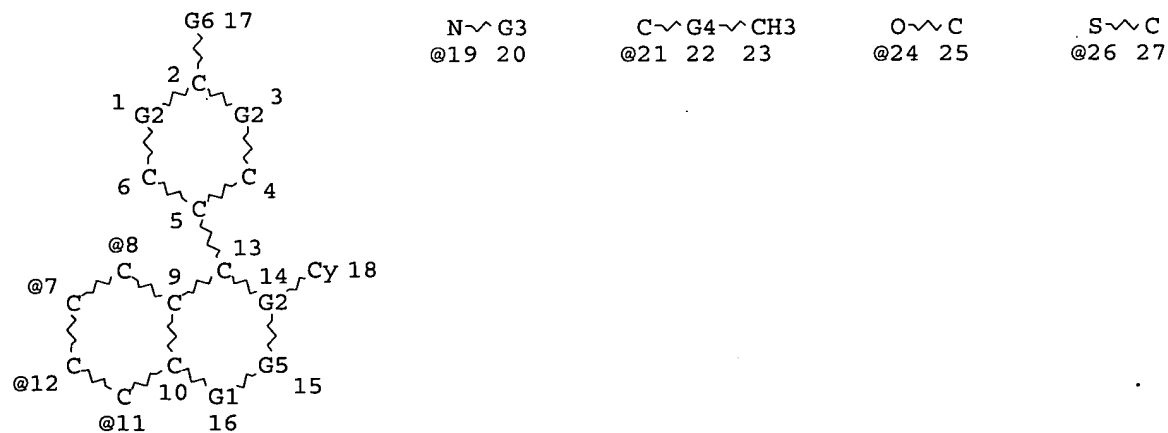 G6 17
N G3
@19 20
C G4 CH3
@21 22 23
O C
@24 25
S C
@26 27
2 C
1 G2
G2 3
6 C
C 4
5 C
@8 C
13 C
@7 C
9 C
14 G2
Cy 18
@12 C
C 10
G5 15
@11 C
G1 16